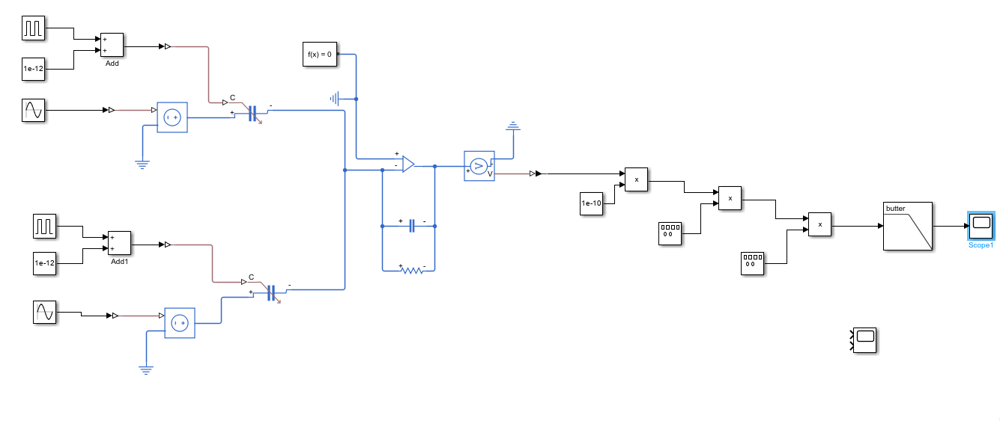 +
+
Add
1e-12
f(x) = 0
C
+
-
- +
+
-
+
-
V
x
1e-10
x
0 0
x
0 0
butter
Scope1
+ -
+ -
+
+
Add1
1e-12
C
+
-
- +